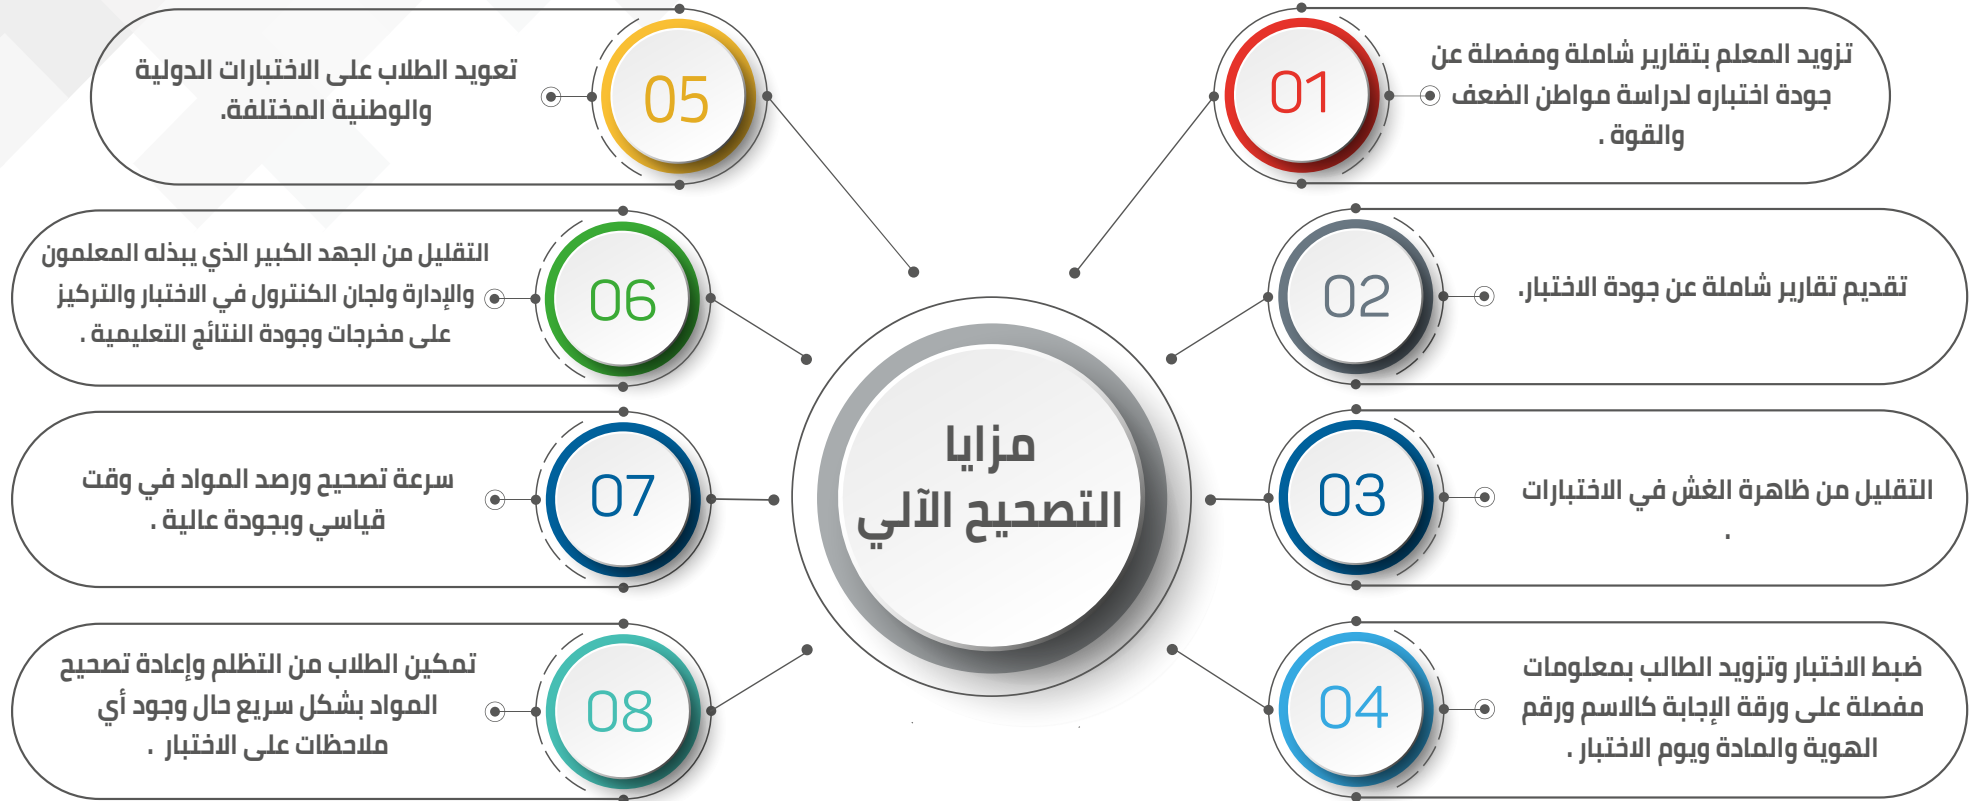 مزايا
التصحيح الآلي
01
تزويد المعلم بتقارير شاملة ومفصلة عن
جودة اختباره لدراسة مواطن الضعف
والقوة .
02
تقديم تقارير شاملة عن جودة الاختبار.
03
التقليل من ظاهرة الغش في الاختبارات
.
04
ضبط الاختبار وتزويد الطالب بمعلومات
مفصلة على ورقة الإجابة كالاسم ورقم
الهوية والمادة ويوم الاختبار .
05
تعويد الطلاب على الاختبارات الدولية
والوطنية المختلفة.
06
التقليل من الجهد الكبير الذي يبذله المعلمون
والإدارة ولجان الكنترول في الاختبار والتركيز
على مخرجات وجودة النتائج التعليمية .
07
سرعة تصحيح ورصد المواد في وقت
قياسي وبجودة عالية .
08
تمكين الطلاب من التظلم وإعادة تصحيح
المواد بشكل سريع حال وجود أي
ملاحظات على الاختبار .